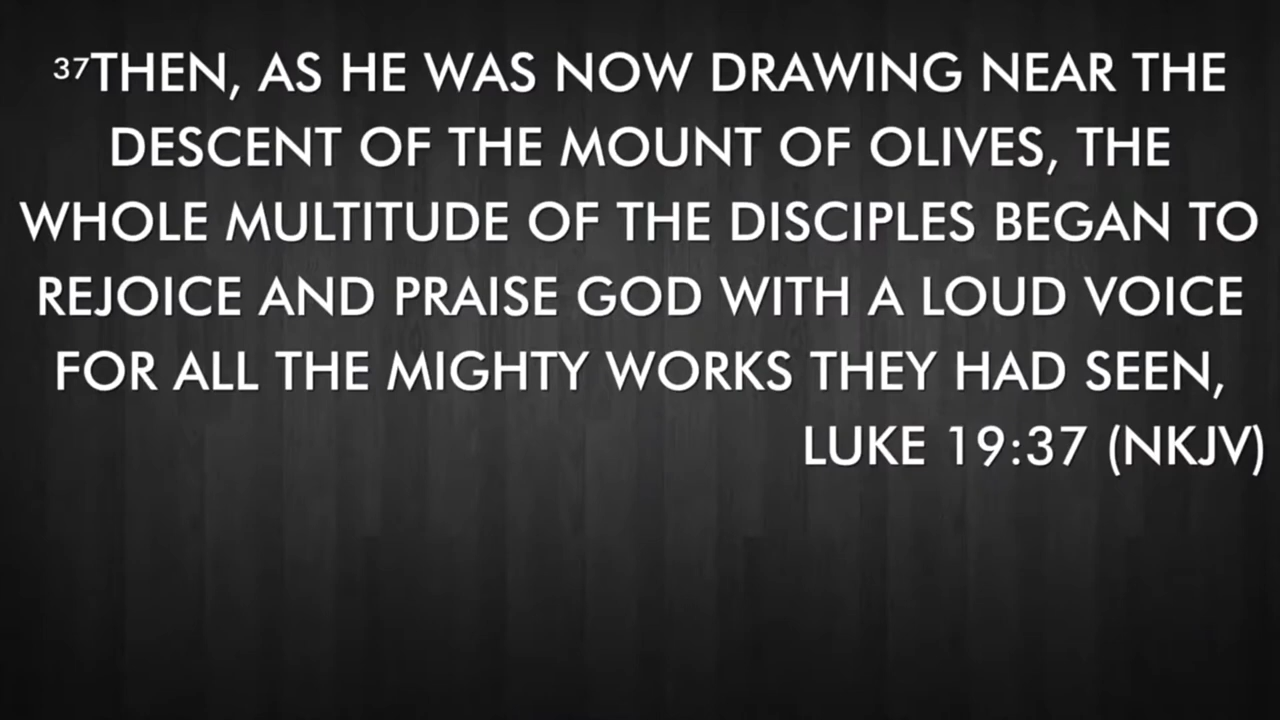 37THEN, AS HE WAS NOW DRAWING NEAR THE
DESCENT OF THE MOUNT OF OLIVES, THE
WHOLE MULTITUDE OF THE DISCIPLES BEGAN TO
REJOICE AND PRAISE GOD WITH A LOUD VOICE
FOR ALL THE MIGHTY WORKS THEY HAD SEEN,
LUKE 19:37 (NKJV)